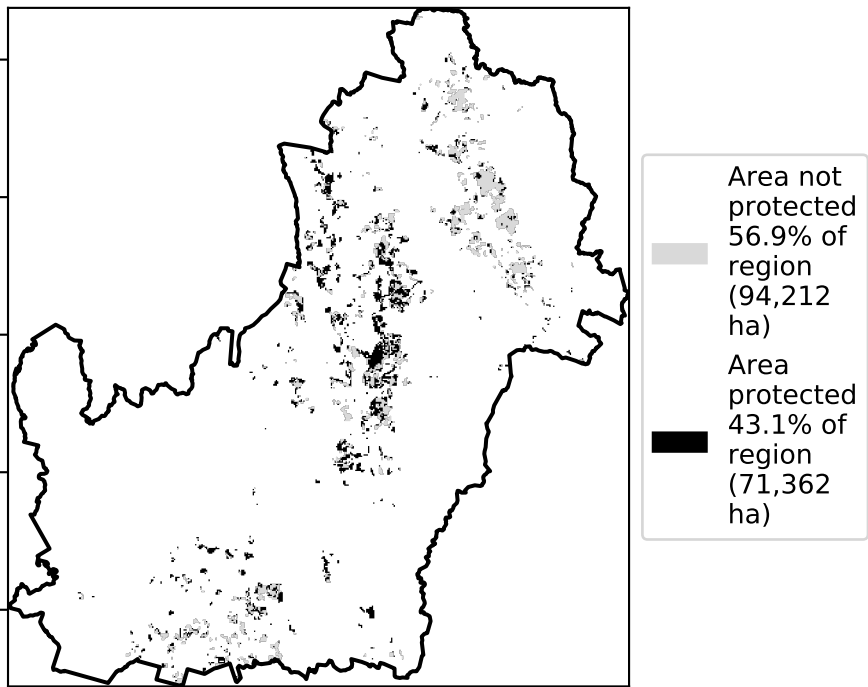 Area not
protected
56.9% of
region
(94,212
ha)
Area
protected
43.1% of
region
(71,362
ha)